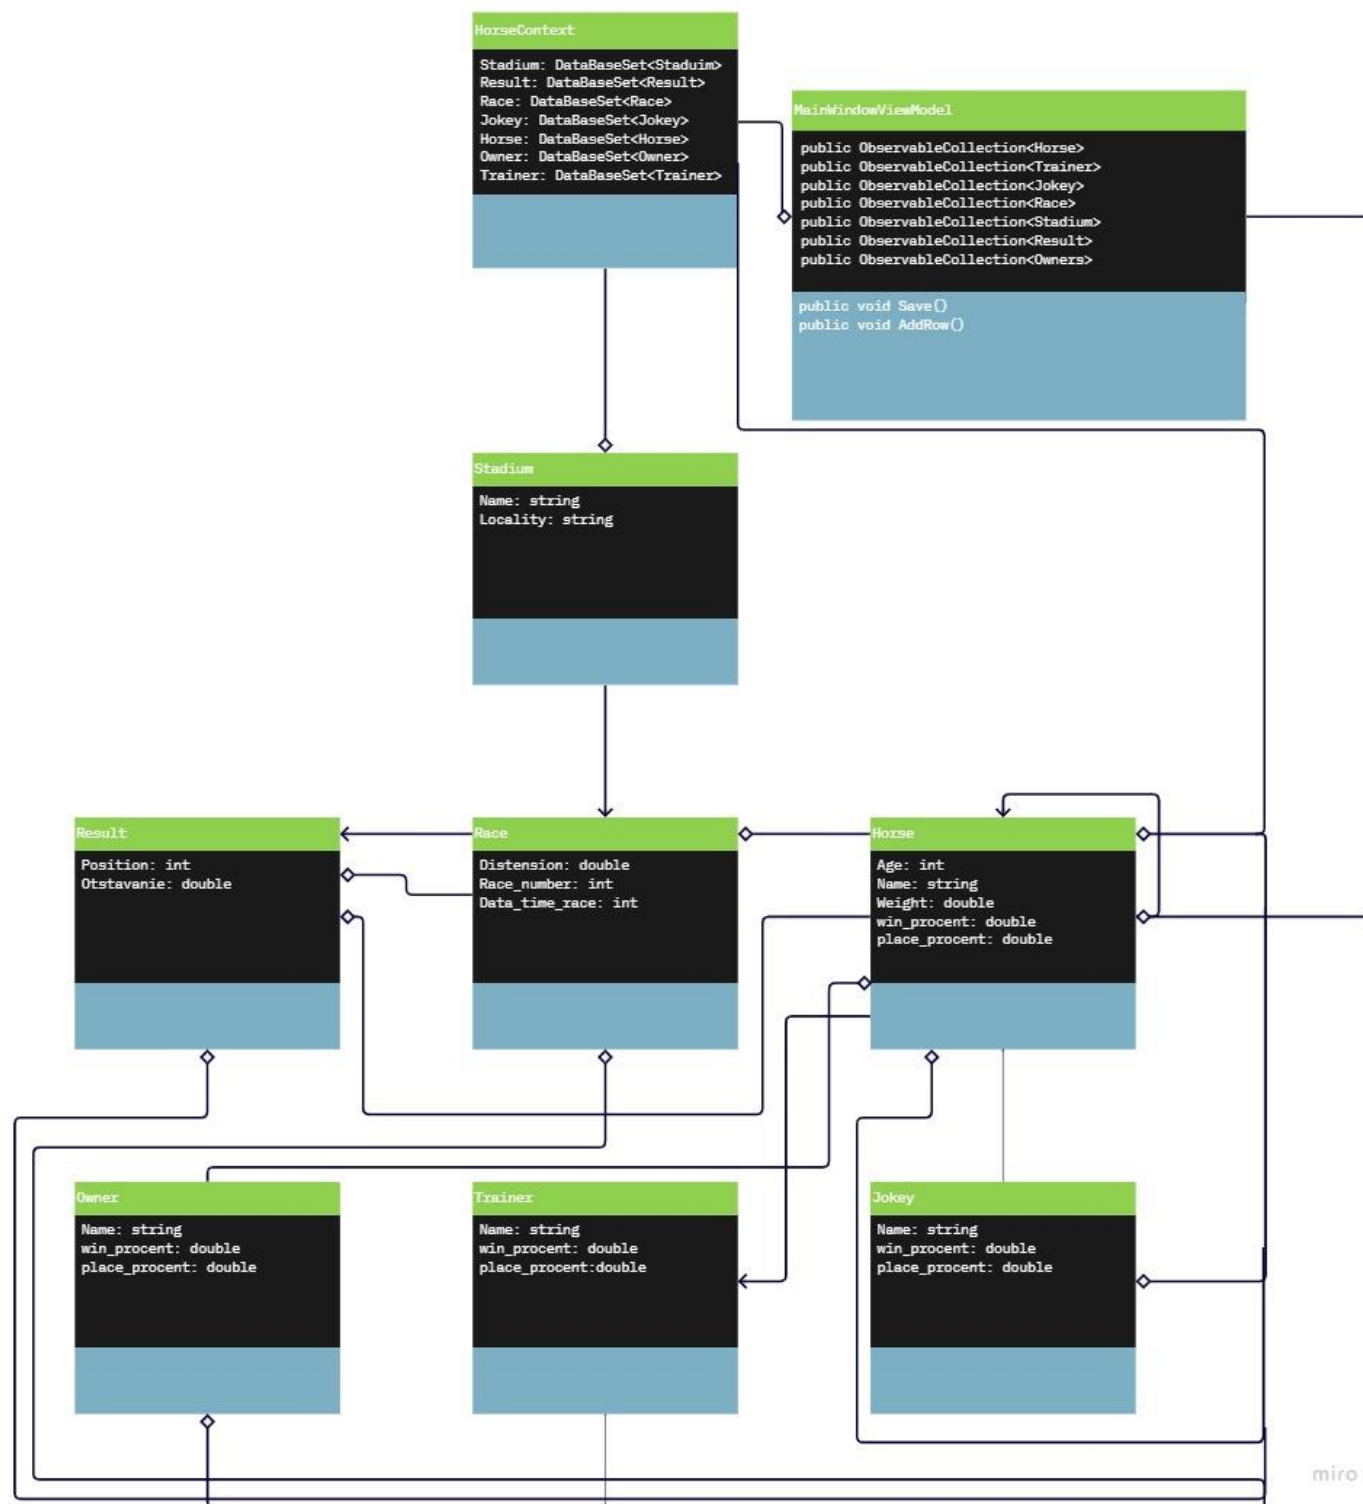 HorseContext
Stadium: DataBaseSet<Staduim>
Result: DataBaseSet<Result>
Race: DataBaseSet<Race>
Jokey: DataBaseSet<Jokey>
Horse: DataBaseSet<Horse>
Owner: DataBaseSet<Owner>
Trainer: DataBaseSet<Trainer>
MainWindowViewModel
public ObservableCollection<Horse>
public ObservableCollection<Trainer>
public ObservableCollection<Jokey>
public ObservableCollection<Race>
public ObservableCollection<Stadium>
public ObservableCollection<Result>
public ObservableCollection<Owners>
public void Save()
public void AddRow()
Stadium
Name: string
Locality: string
Result
Position: int
Otstavanie: double
Race
Distension: double
Race_number: int
Data_time_race: int
Horse
Age: int
Name: string
Weight: double
win_procent: double
place_procent: double
Owner
Name: string
win_procent: double
place_procent: double
Trainer
Name: string
win_procent: double
place_procent:double
Jokey
Name: string
win_procent: double
place_procent: double
miro